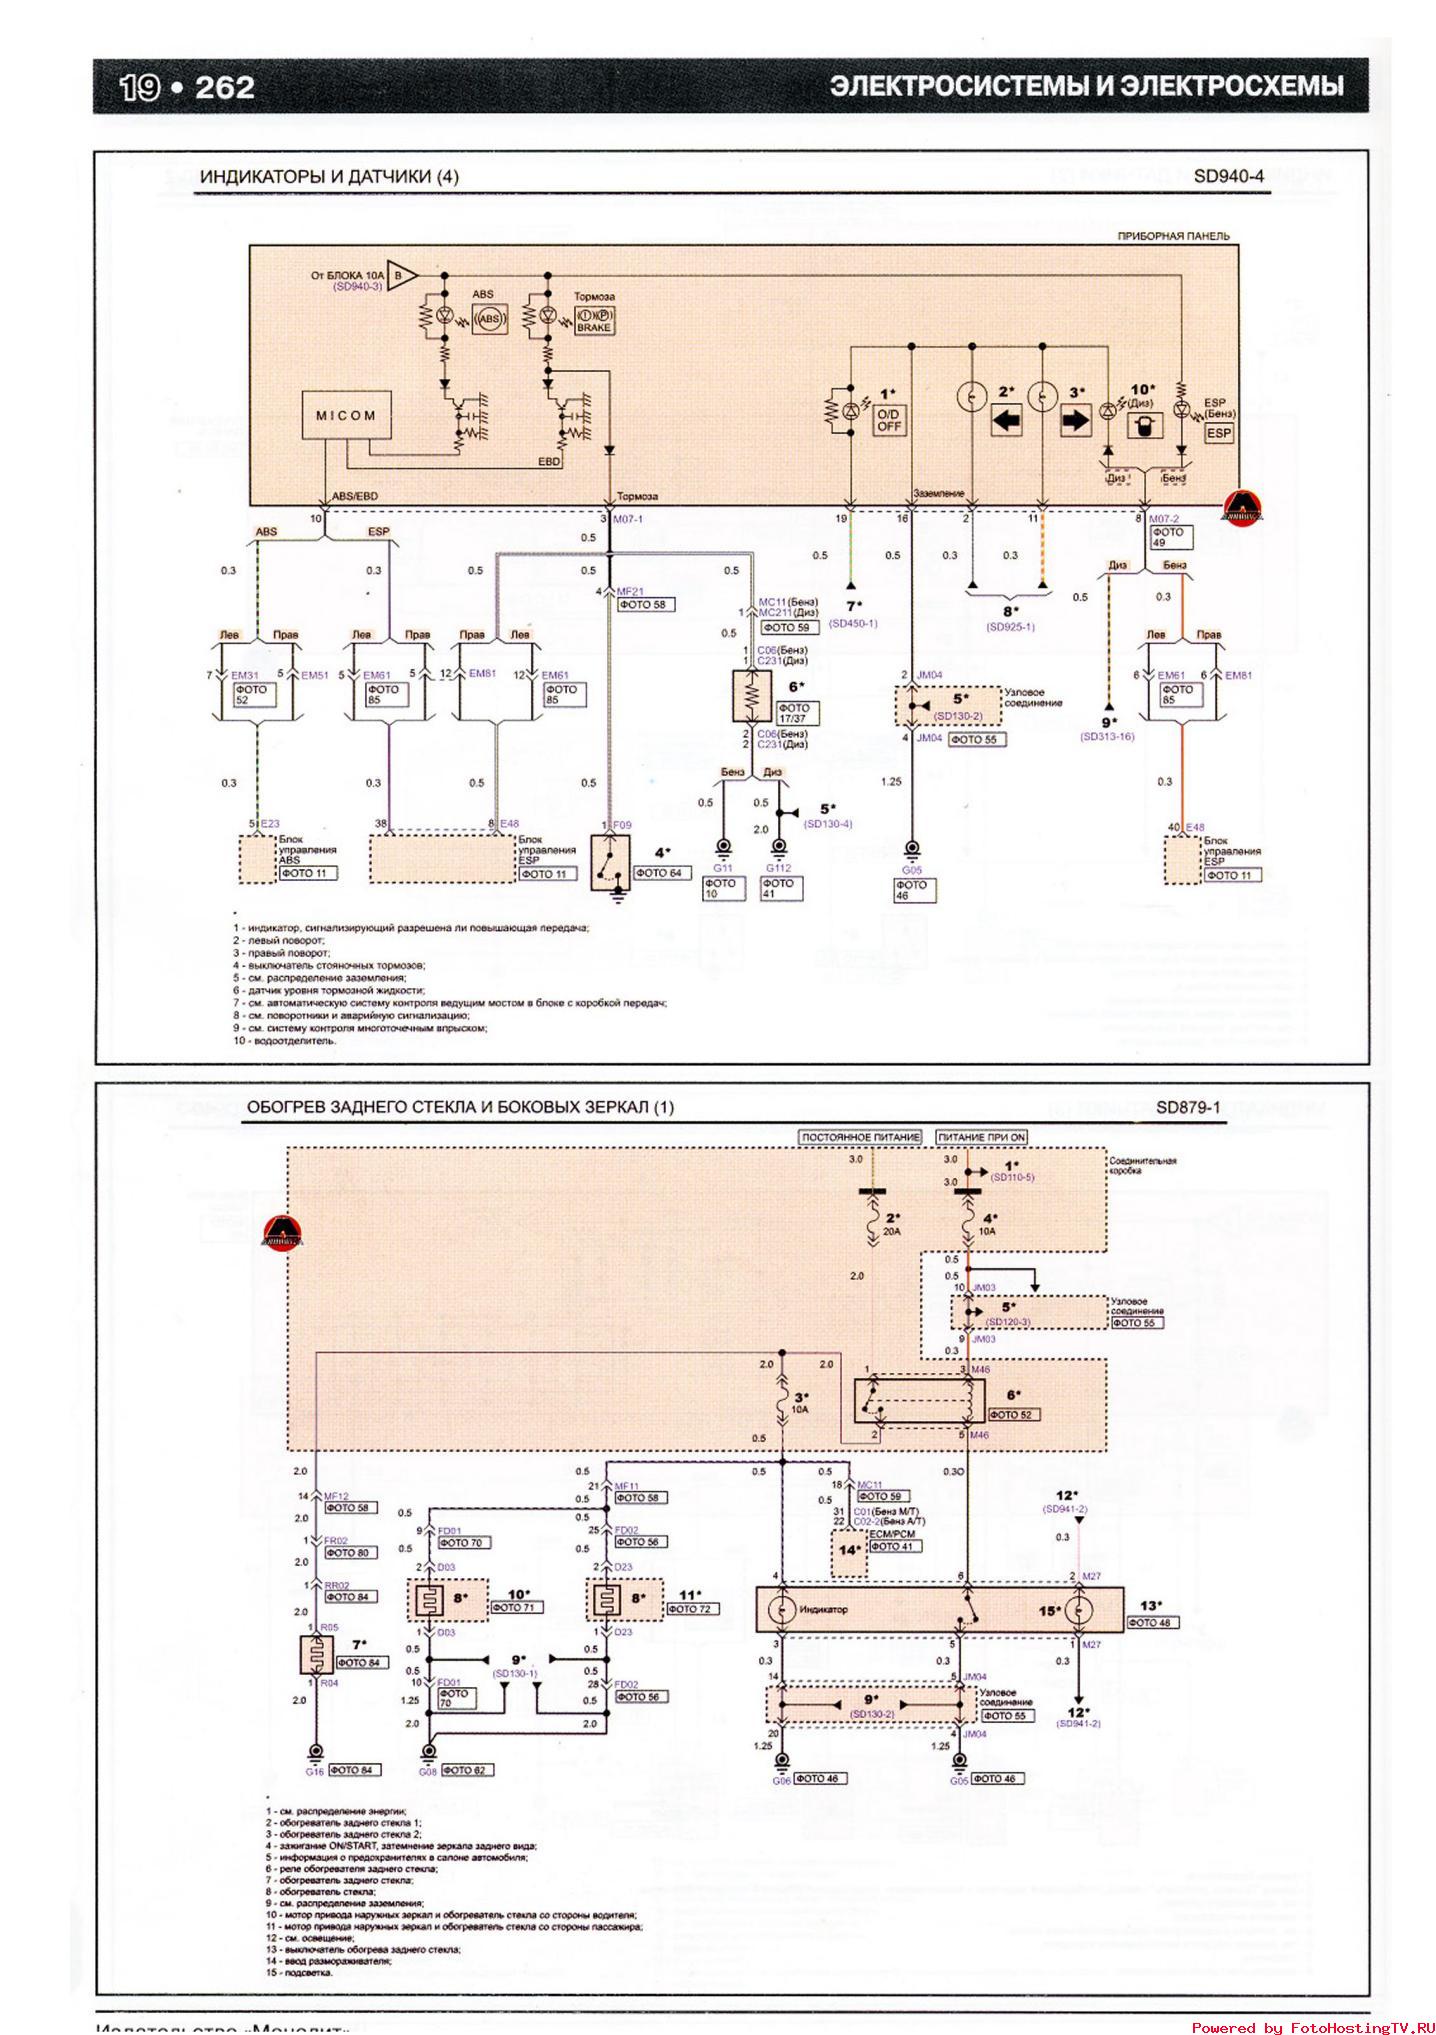 19 • 262
ЭЛЕКТРОСИСТЕМЫ И ЭЛЕКТРОСХЕМЫ
ИНДИКАТОРЫ И ДАТЧИКИ (4)
SD940-4
ПРИБОРНАЯ ПАНЕЛЬ
От БЛОКА 10A
(SD940-3)
B
ABS
(ABS)
Тормоза
BRAKE
MICOM
EBD
ABS/EBD
Тормоза
1*
O/D
OFF
2*
3*
10*
(Диз)
ESP
(Бенз)
ESP
Диз
Бенз
Заземление
10
3 M07-1
19
16
2
11
8 M07-2
ФОТО
49
ABS
ESP
0.5
0.3
0.3
0.5
0.5
0.5
0.5
0.5
0.3
0.3
4 MF21
ФОТО 58
MC11(Бенз)
1 MC211(Диз)
ФОТО 59
0.5
7*
(SD450-1)
8*
(SD925-1)
Диз
Бенз
0.5
0.3
Лев
Прав
Лев
Прав
Прав
Лев
Лев
Прав
7 EM31
ФОТО
52
5 EM51
5 EM61
ФОТО
85
5
12 EM81
12 EM61
ФОТО
85
1 C06(Бенз)
1 C231(Диз)
6*
ФОТО
17/37
2 C06(Бенз)
2 C231(Диз)
2 JM04
5*
(SD130-2)
Узловое
соединение
4 JM04 ФОТО 55
9*
(SD313-16)
6 EM61
ФОТО
85
6 EM81
Бенз
Диз
0.3
0.3
0.5
0.5
0.5
0.5
2.0
5*
(SD130-4)
1.25
0.3
5 E23
Блок
управления
ABS
ФОТО 11
38
8 E48
Блок
управления
ESP
ФОТО 11
1 F09
4*
ФОТО 64
G11
ФОТО
10
G112
ФОТО
41
G05
ФОТО
46
40 E48
Блок
управления
ESP
ФОТО 11
*
1 - индикатор, сигнализирующий разрешена ли повышающая передача;
2 - левый поворот;
3 - правый поворот;
4 - выключатель стояночных тормозов;
5 - см. распределение заземления;
6 - датчик уровня тормозной жидкости;
7 - см. автоматическую систему контроля ведущим мостом в блоке с коробкой передач;
8 - см. поворотники и аварийную сигнализацию;
9 - см. систему контроля многоточечным впрыском;
10 - водоотделитель.
ОБОГРЕВ ЗАДНЕГО СТЕКЛА И БОКОВЫХ ЗЕРКАЛ (1)
SD879-1
ПОСТОЯННОЕ ПИТАНИЕ
ПИТАНИЕ ПРИ ON
3.0
3.0
1*
(SD110-5)
3.0
Соединительная
коробка
2*
20A
4*
10A
0.5
0.5
2.0
10 JM03
5*
(SD120-3)
Узловое
соединение
ФОТО 55
9 JM03
0.3
2.0
2.0
1
3 M46
3*
10A
6*
ФОТО 52
0.5
2
5 M46
2.0
0.5
0.5
0.5
0.30
14 MF12
ФОТО 58
21 MF11
ФОТО 58
0.5
18 MC11
ФОТО 59
0.5
31 C01(Бенз M/T)
22 C02-2(Бенз A/T)
ECM/PCM
ФОТО 41
14*
12*
(SD941-2)
0.3
2.0
0.5
9 FD01
ФОТО 70
0.5
0.5
25 FD02
ФОТО 56
0.5
1 FR02
ФОТО 80
2.0
2 D03
2 D23
1 RR02
ФОТО 84
2.0
8*
10*
ФОТО 71
8*
11*
ФОТО 72
4
6
2 M27
Индикатор
15*
13*
ФОТО 48
1 R05
7*
ФОТО 84
1 R04
2.0
1 D03
1 D23
0.5
0.5
9*
(SD130-1)
0.5
0.5
10 FD01
ФОТО
70
28 FD02
ФОТО 56
1.25
0.5
2.0
2.0
3
5
1 M27
0.3
0.3
0.3
14
5 JM04
9*
(SD130-2)
Узловое
соединение
ФОТО 55
12*
(SD941-2)
20
4 JM04
1.25
1.25
G16 ФОТО 84
G08 ФОТО 62
G06 ФОТО 46
G05 ФОТО 46
*
1 - см. распределение энергии;
2 - обогреватель заднего стекла 1;
3 - обогреватель заднего стекла 2;
4 - зажигание ON/START, затемнение зеркала заднего вида;
5 - информация о предохранителях в салоне автомобиля;
6 - реле обогревателя заднего стекла;
7 - обогреватель заднего стекла;
8 - обогреватель стекла;
9 - см. распределение заземления;
10 - мотор привода наружных зеркал и обогреватель стекла со стороны водителя;
11 - мотор привода наружных зеркал и обогреватель стекла со стороны пассажира;
12 - см. освещение;
13 - выключатель обогрева заднего стекла;
14 - ввод размораживателя;
15 - подсветка.
Издательство «Монолит»
Powered by FotoHostingTV.RU